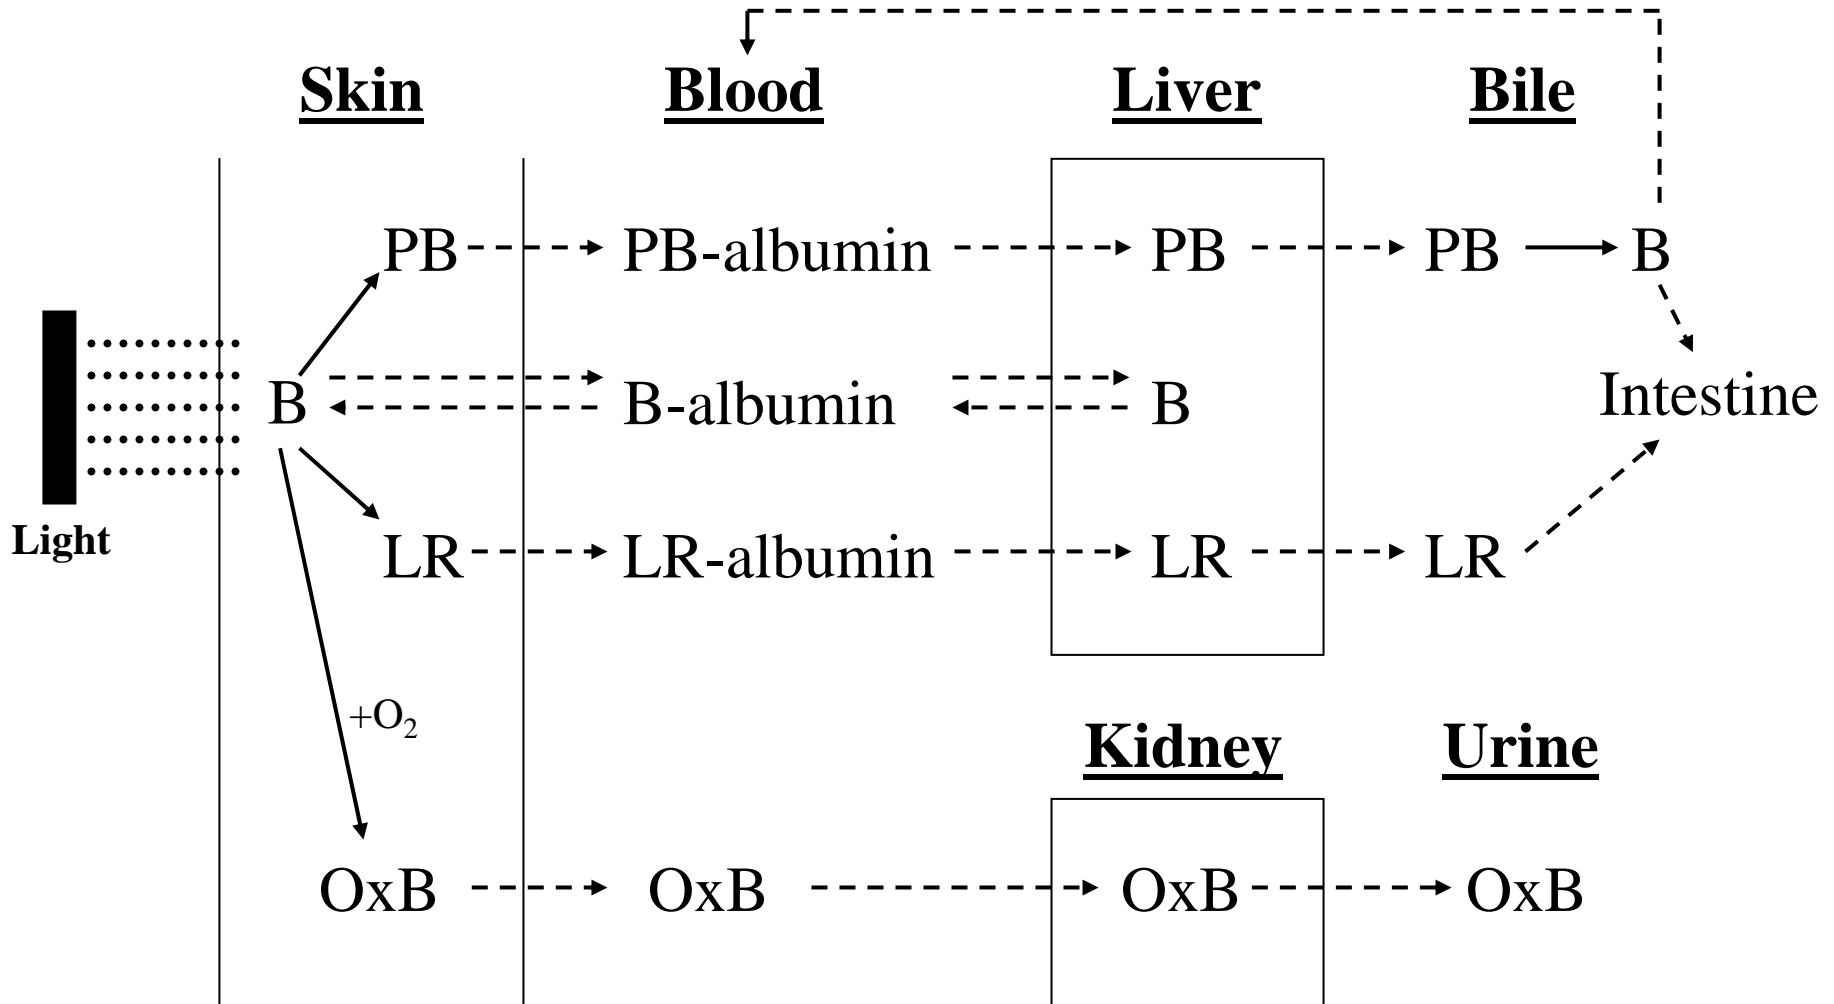 Skin Blood Liver Bile
PB PB-albumin PB PB B
B B-albumin B Intestine
Light
LR LR-albumin LR LR
+O₂
Kidney Urine
OxB OxB OxB OxB